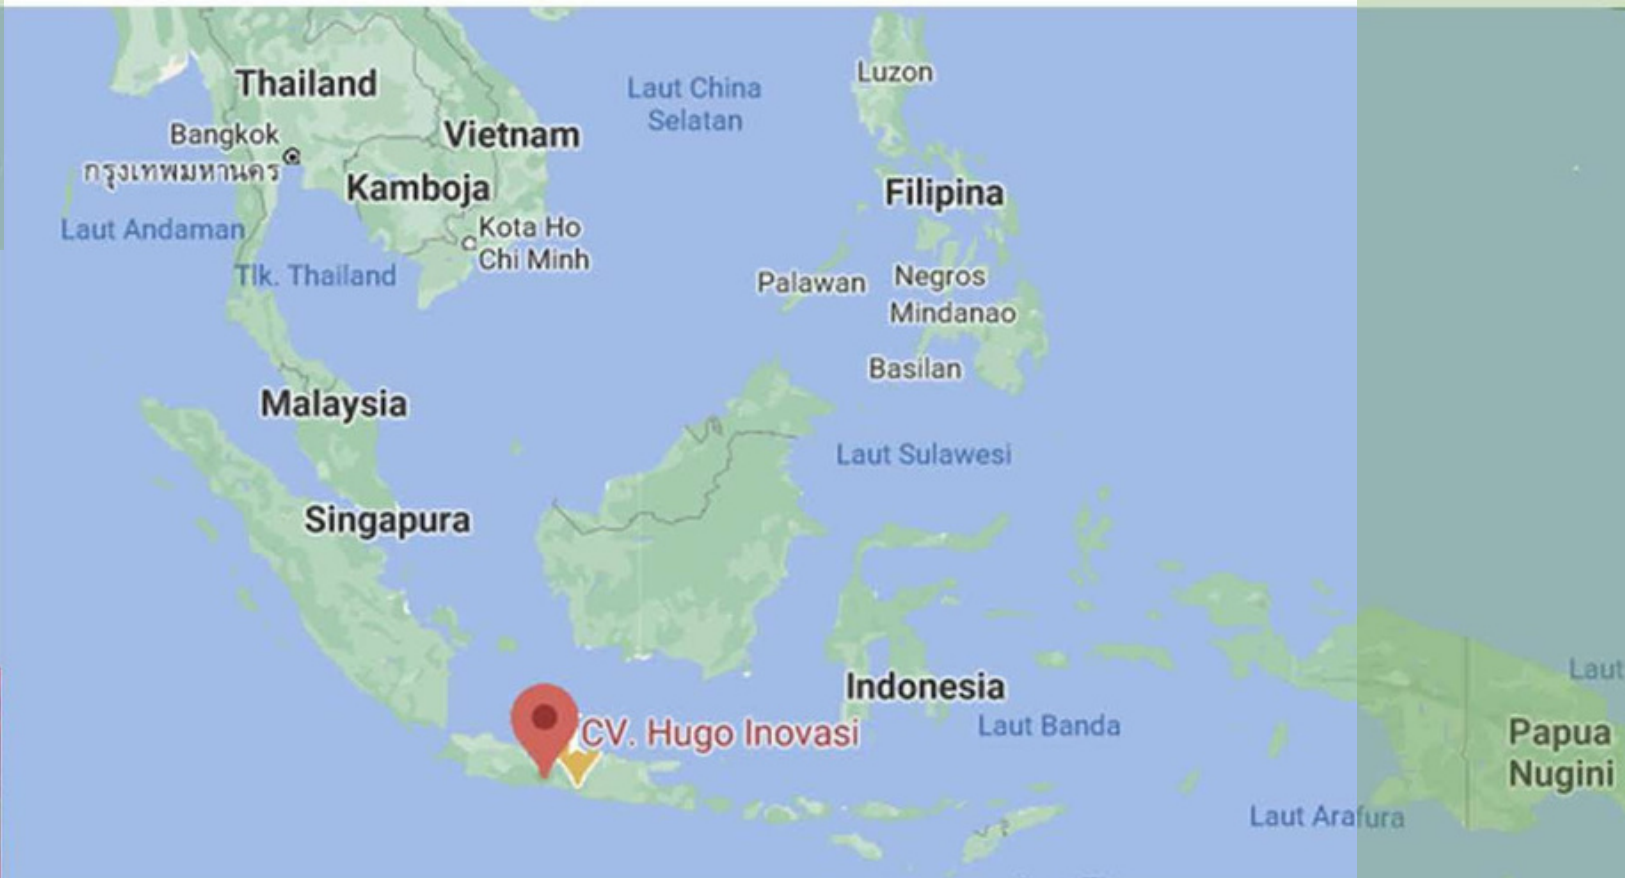 Thailand
Laut China
Selatan
Luzon
Bangkok
กรุงเทพมหานคร
Vietnam
Kamboja
Filipina
Laut Andaman
Kota Ho
Chi Minh
Tlk. Thailand
Palawan
Negros
Mindanao
Basilan
Malaysia
Laut Sulawesi
Singapura
Indonesia
Laut
CV. Hugo Inovasi
Laut Banda
Papua
Nugini
Laut Arafura